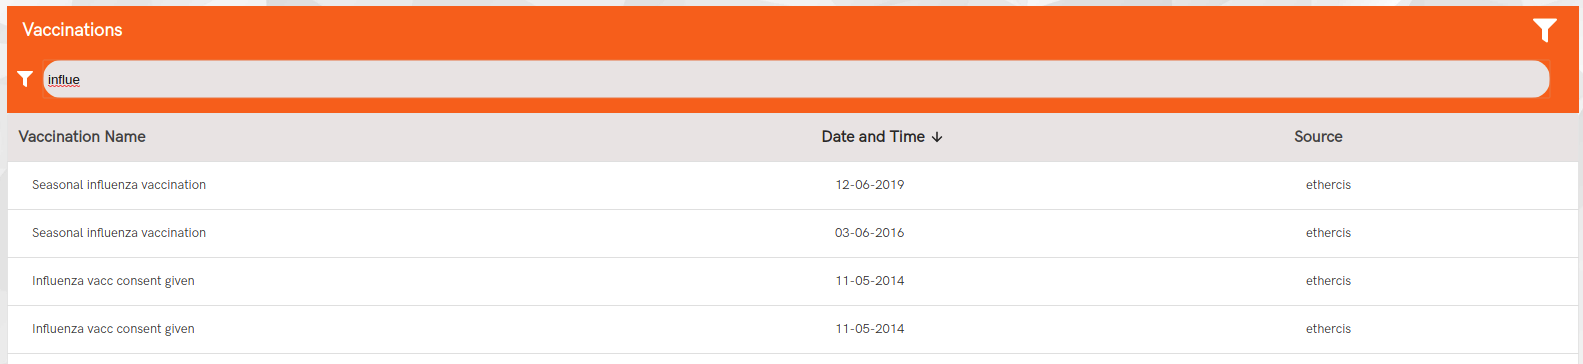 Vaccinations
influe
Vaccination Name Date and Time Source
Seasonal influenza vaccination 12-06-2019 ethercis
Seasonal influenza vaccination 03-06-2016 ethercis
Influenza vacc consent given 11-05-2014 ethercis
Influenza vacc consent given 11-05-2014 ethercis